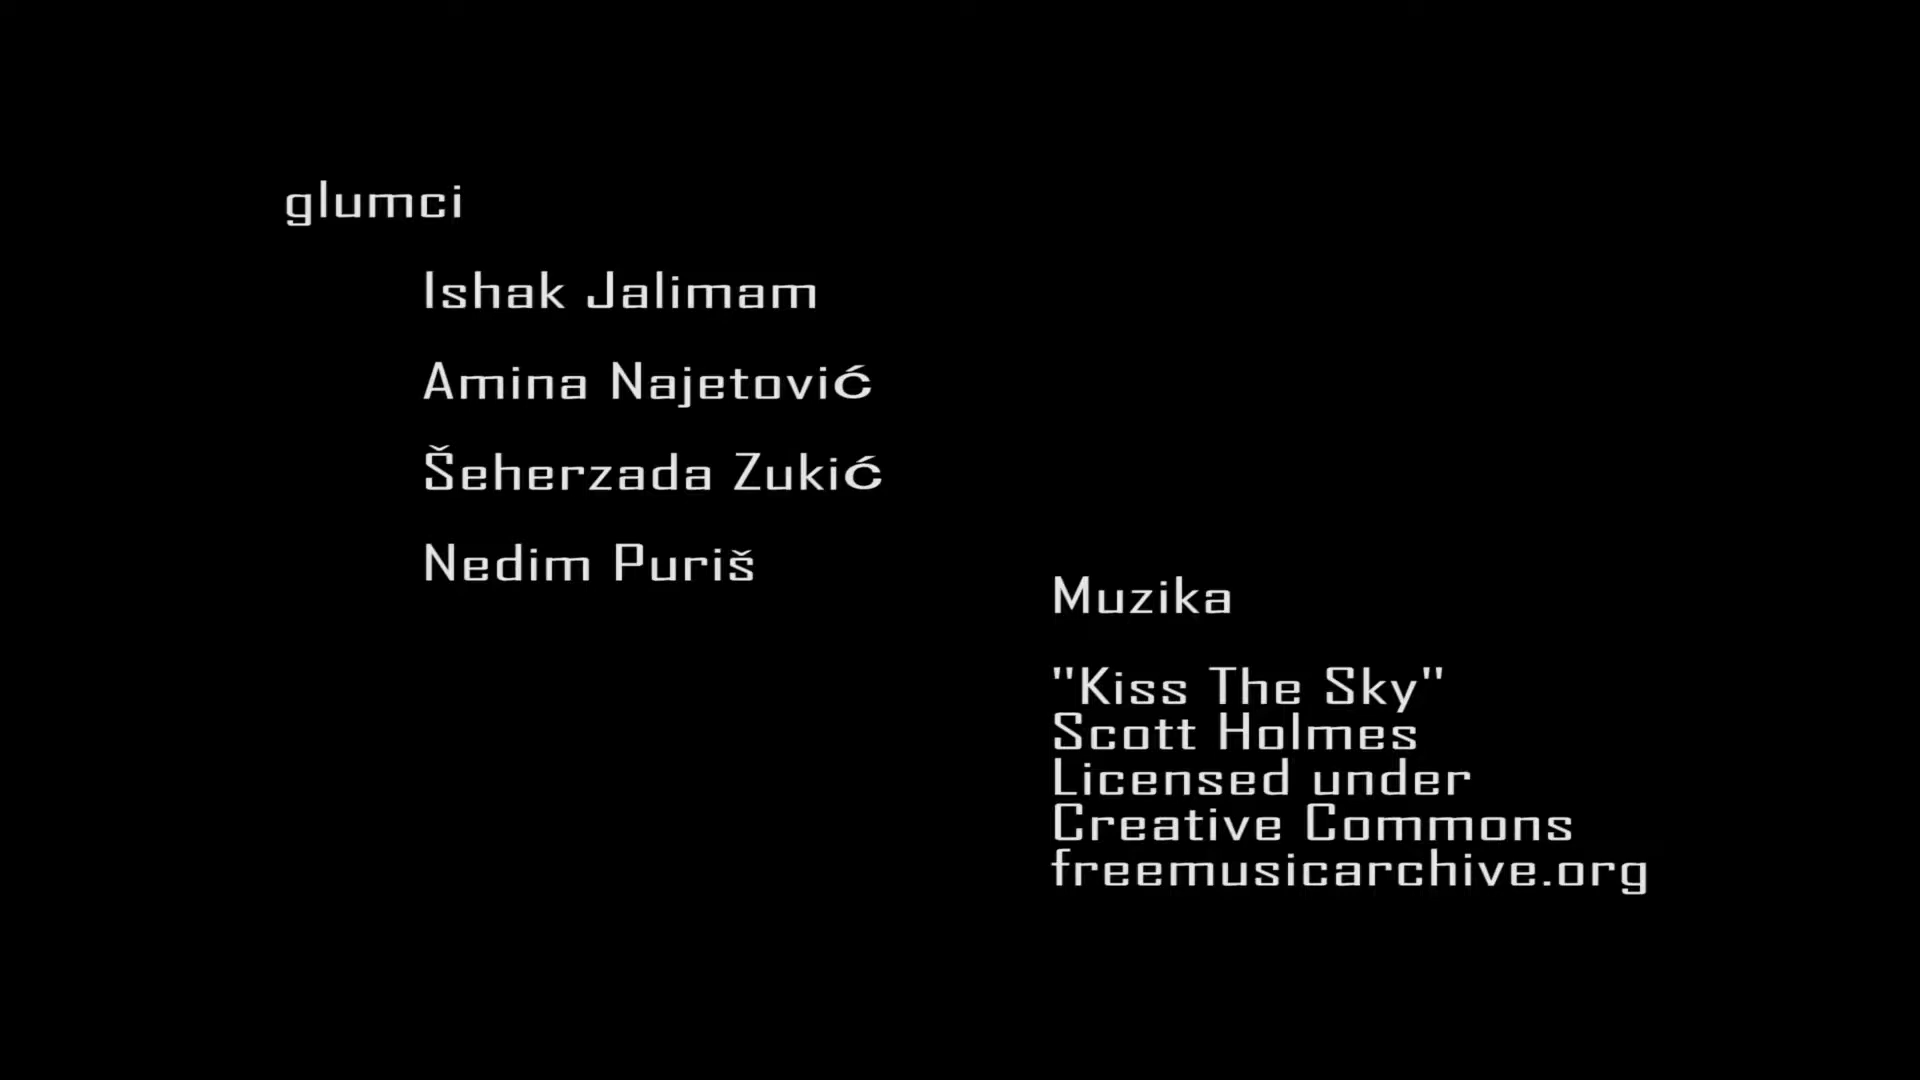 glumci
Ishak Jalimam
Amina Najetović
Šeherzada Zukić
Nedim Puriš
Muzika
"Kiss The Sky"
Scott Holmes
Licensed under
Creative Commons
freemusicarchive.org